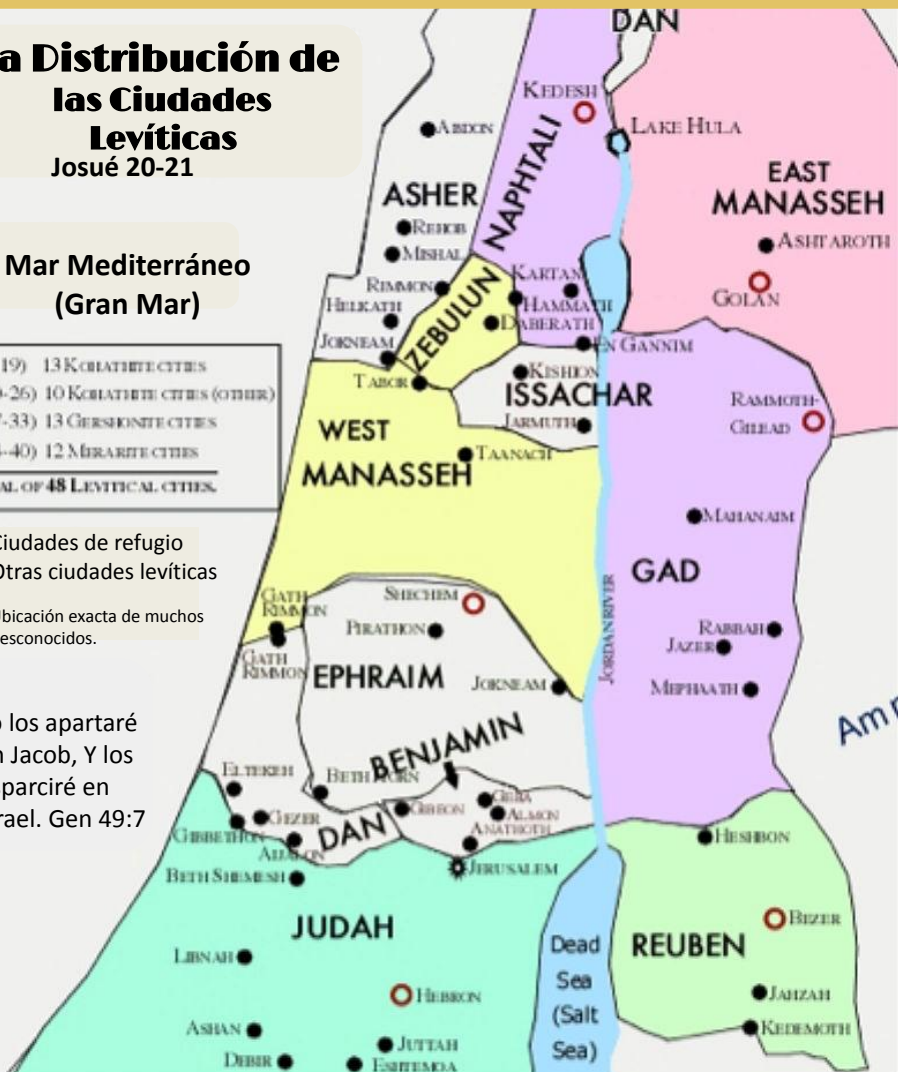 a Distribución de
las Ciudades
Levíticas
Josué 20-21
Mar Mediterráneo
(Gran Mar)
19) 13 KOHATHITE CITIES
-26) 10 KOHATHITE CITIES (OTHER)
-33) 13 GERSHONITE CITIES
-40) 12 MERARITE CITIES
AL OF 48 LEVITICAL CITIES.
Ciudades de refugio
Otras ciudades levíticas
Ubicación exacta de muchos
esconocidos.
o los apartaré
n Jacob, Y los
parciré en
rael. Gen 49:7
DAN
KEDESH
LAKE HULA
ABDON
NAPHTALI
EAST
MANASSEH
ASHER
ASHTAROTH
REHOB
MISHAL
GOLAN
RIMMON
KARTAN
HELKATH
HAMMATH
ZEBULUN
DABERATH
JOKNEAM
EN GANNIM
TABOR
KISHION
ISSACHAR
RAMMOTH-
GILEAD
JARMUTH
WEST
MANASSEH
TAANACH
MAHANAIM
GAD
SHECHEM
JORDAN RIVER
GATH
RIMMON
PIRATHON
RABBAH
JAZER
GATH
RIMMON
EPHRAIM
JOKNEAM
MEPHAATH
Am
BENJAMIN
ELTEKEH
BETH HORN
GIBEON
GEBA
ALMON
GEZER
ANATHOTH
GIBBETHON
DAN
HESHBON
AIJALON
JERUSALEM
BETH SHEMESH
JUDAH
Dead
Sea
(Salt
Sea)
REUBEN
BEZER
LIBNAH
HEBRON
JAHZAH
ASHAN
JUTTAH
KEDEMOTH
DEBIR
ESHTEMOA